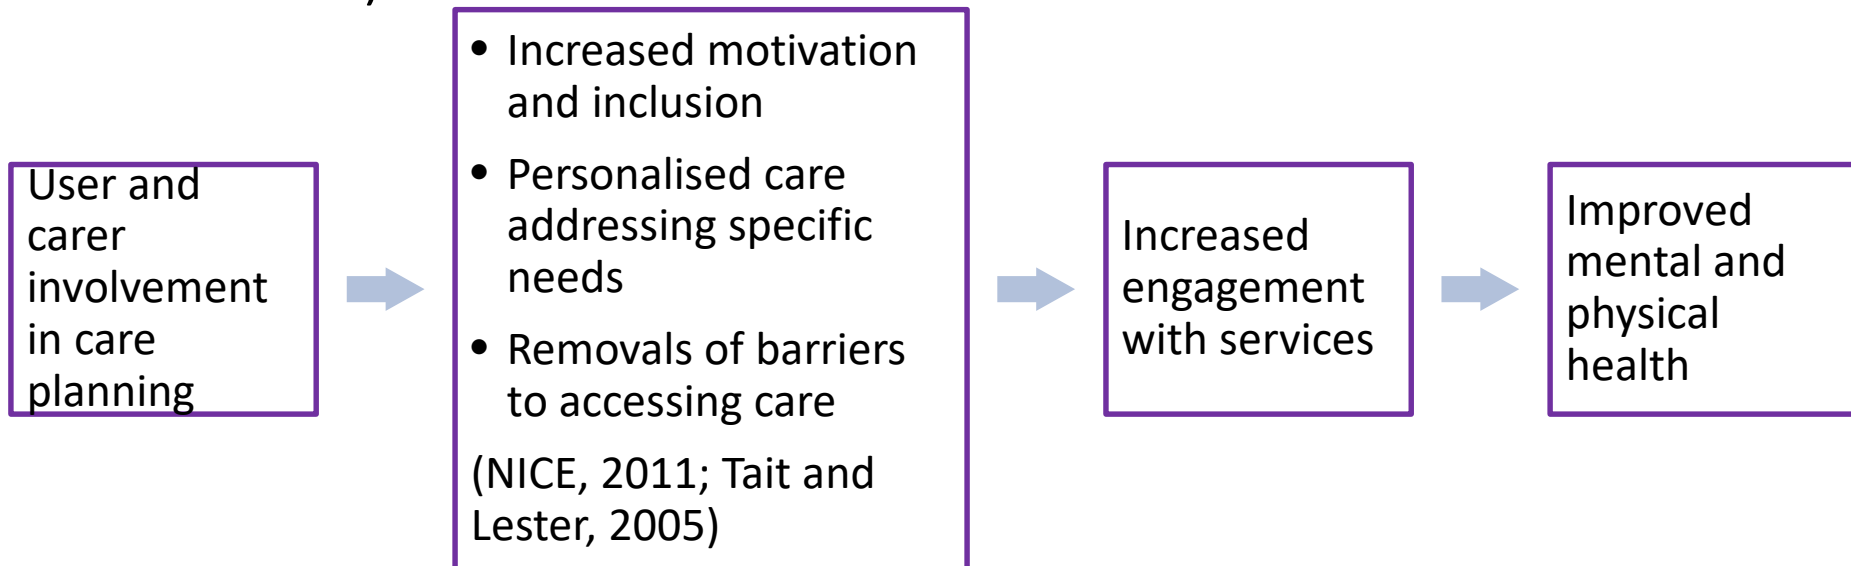 User and
carer
involvement
in care
planning
• Increased motivation
and inclusion
• Personalised care
addressing specific
needs
• Removals of barriers
to accessing care
(NICE, 2011; Tait and
Lester, 2005)
Increased
engagement
with services
Improved
mental and
physical
health